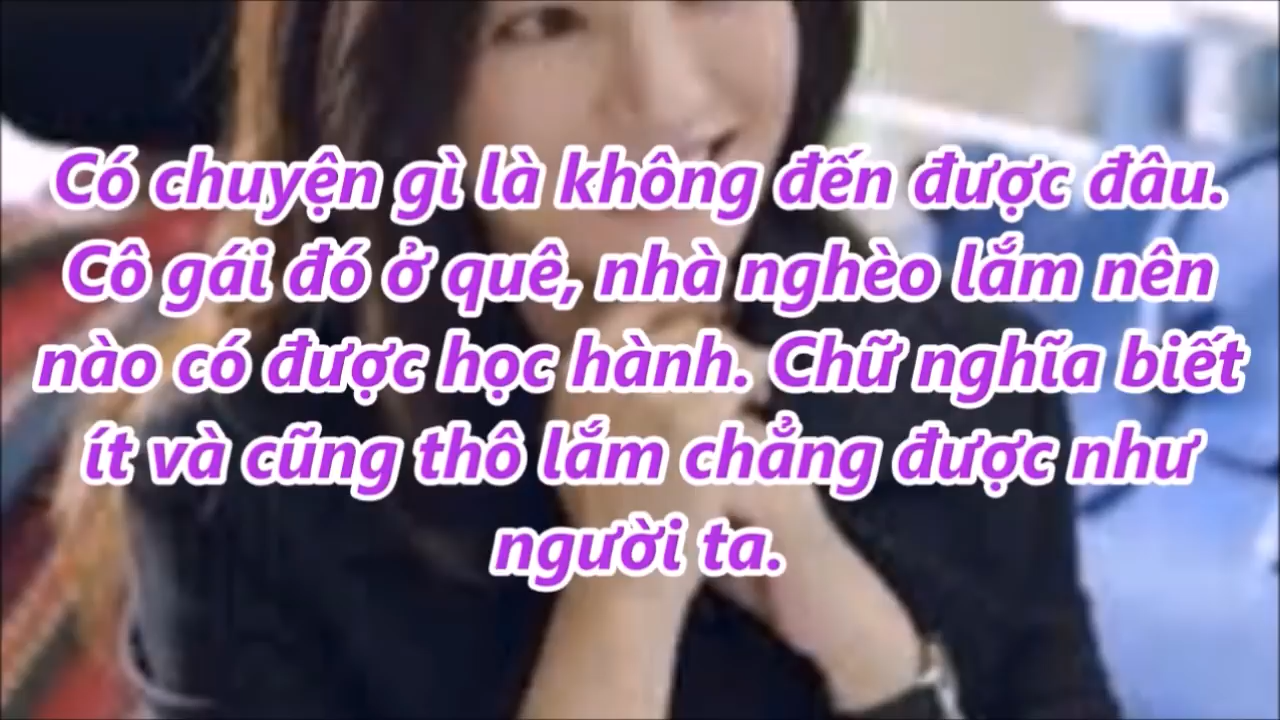 Có chuyện gì là không đến được đâu.
Cô gái đó ở quê, nhà nghèo lắm nên
nào có được học hành. Chữ nghĩa biết
ít và cũng thô lắm chẳng được như
người ta.